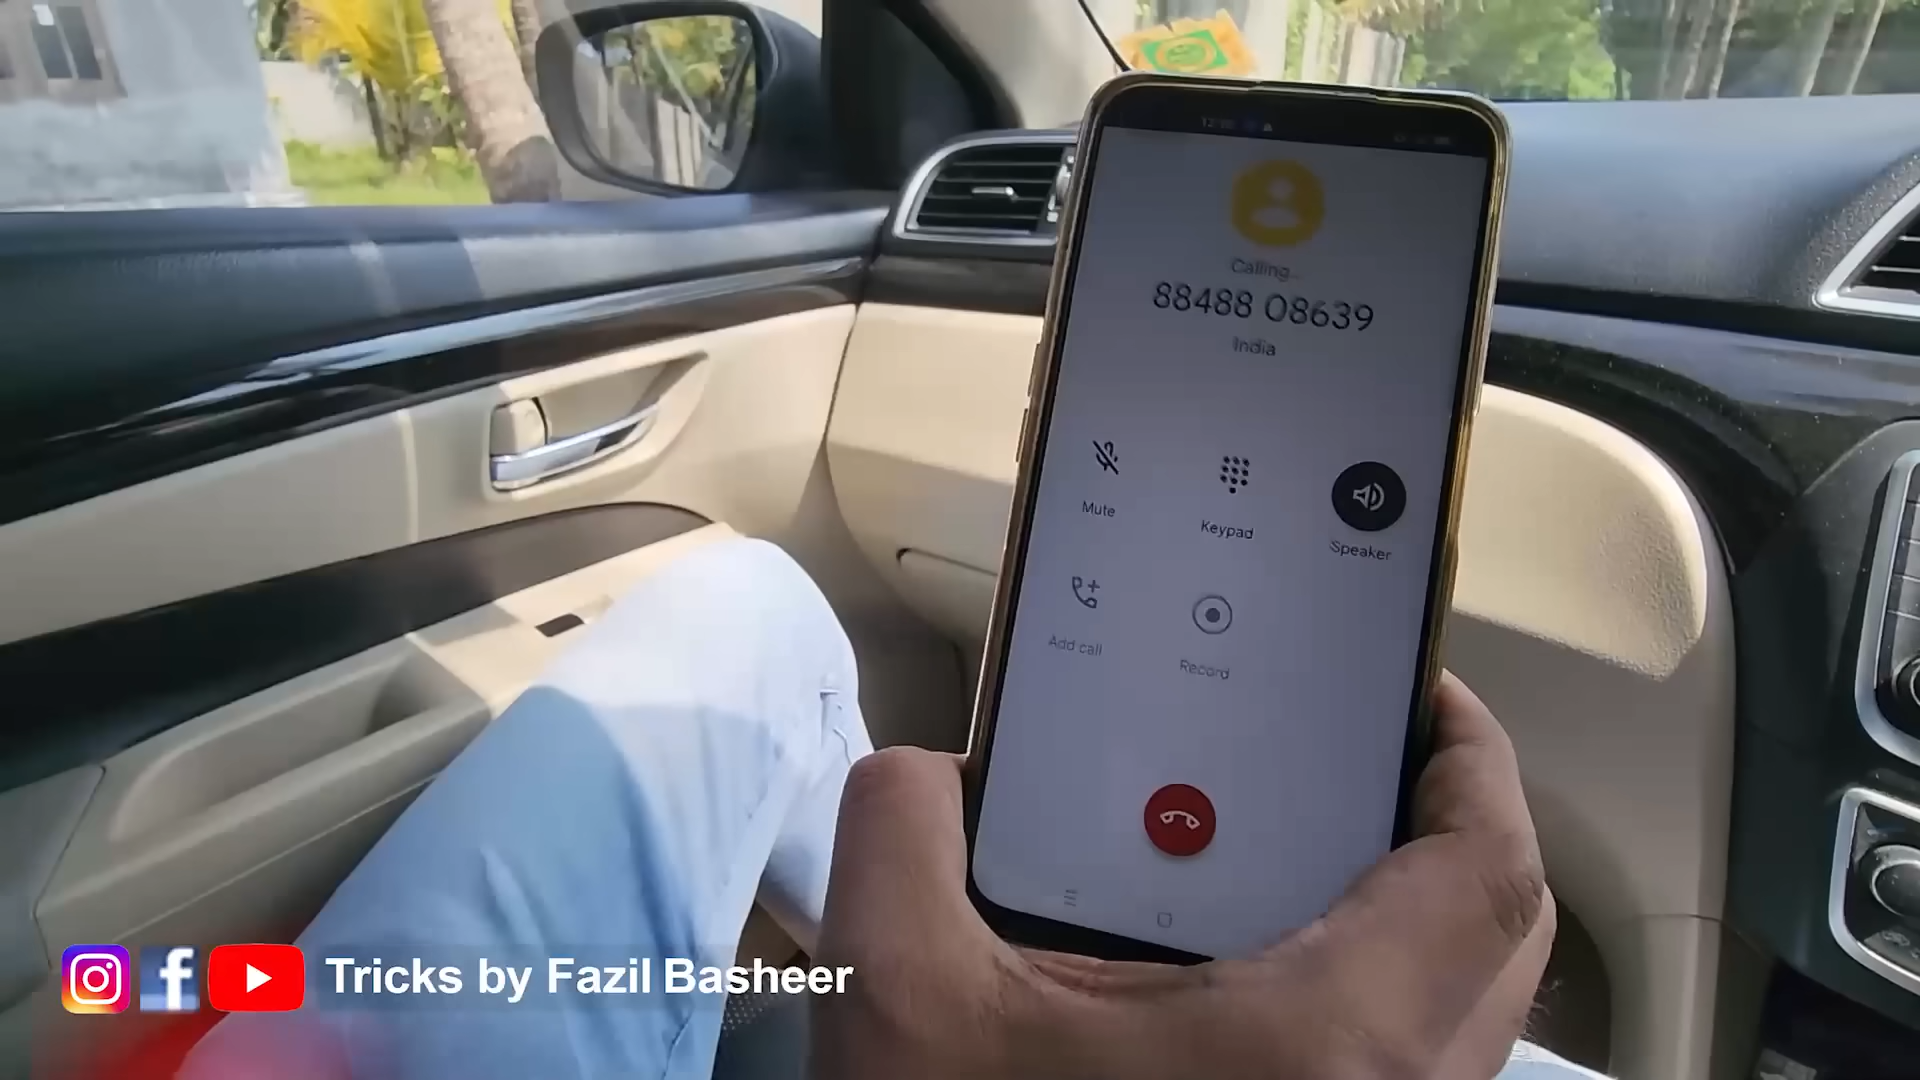 Calling..
88488 08639
India
Mute
Keypad
Speaker
Add call
Record
Tricks by Fazil Basheer